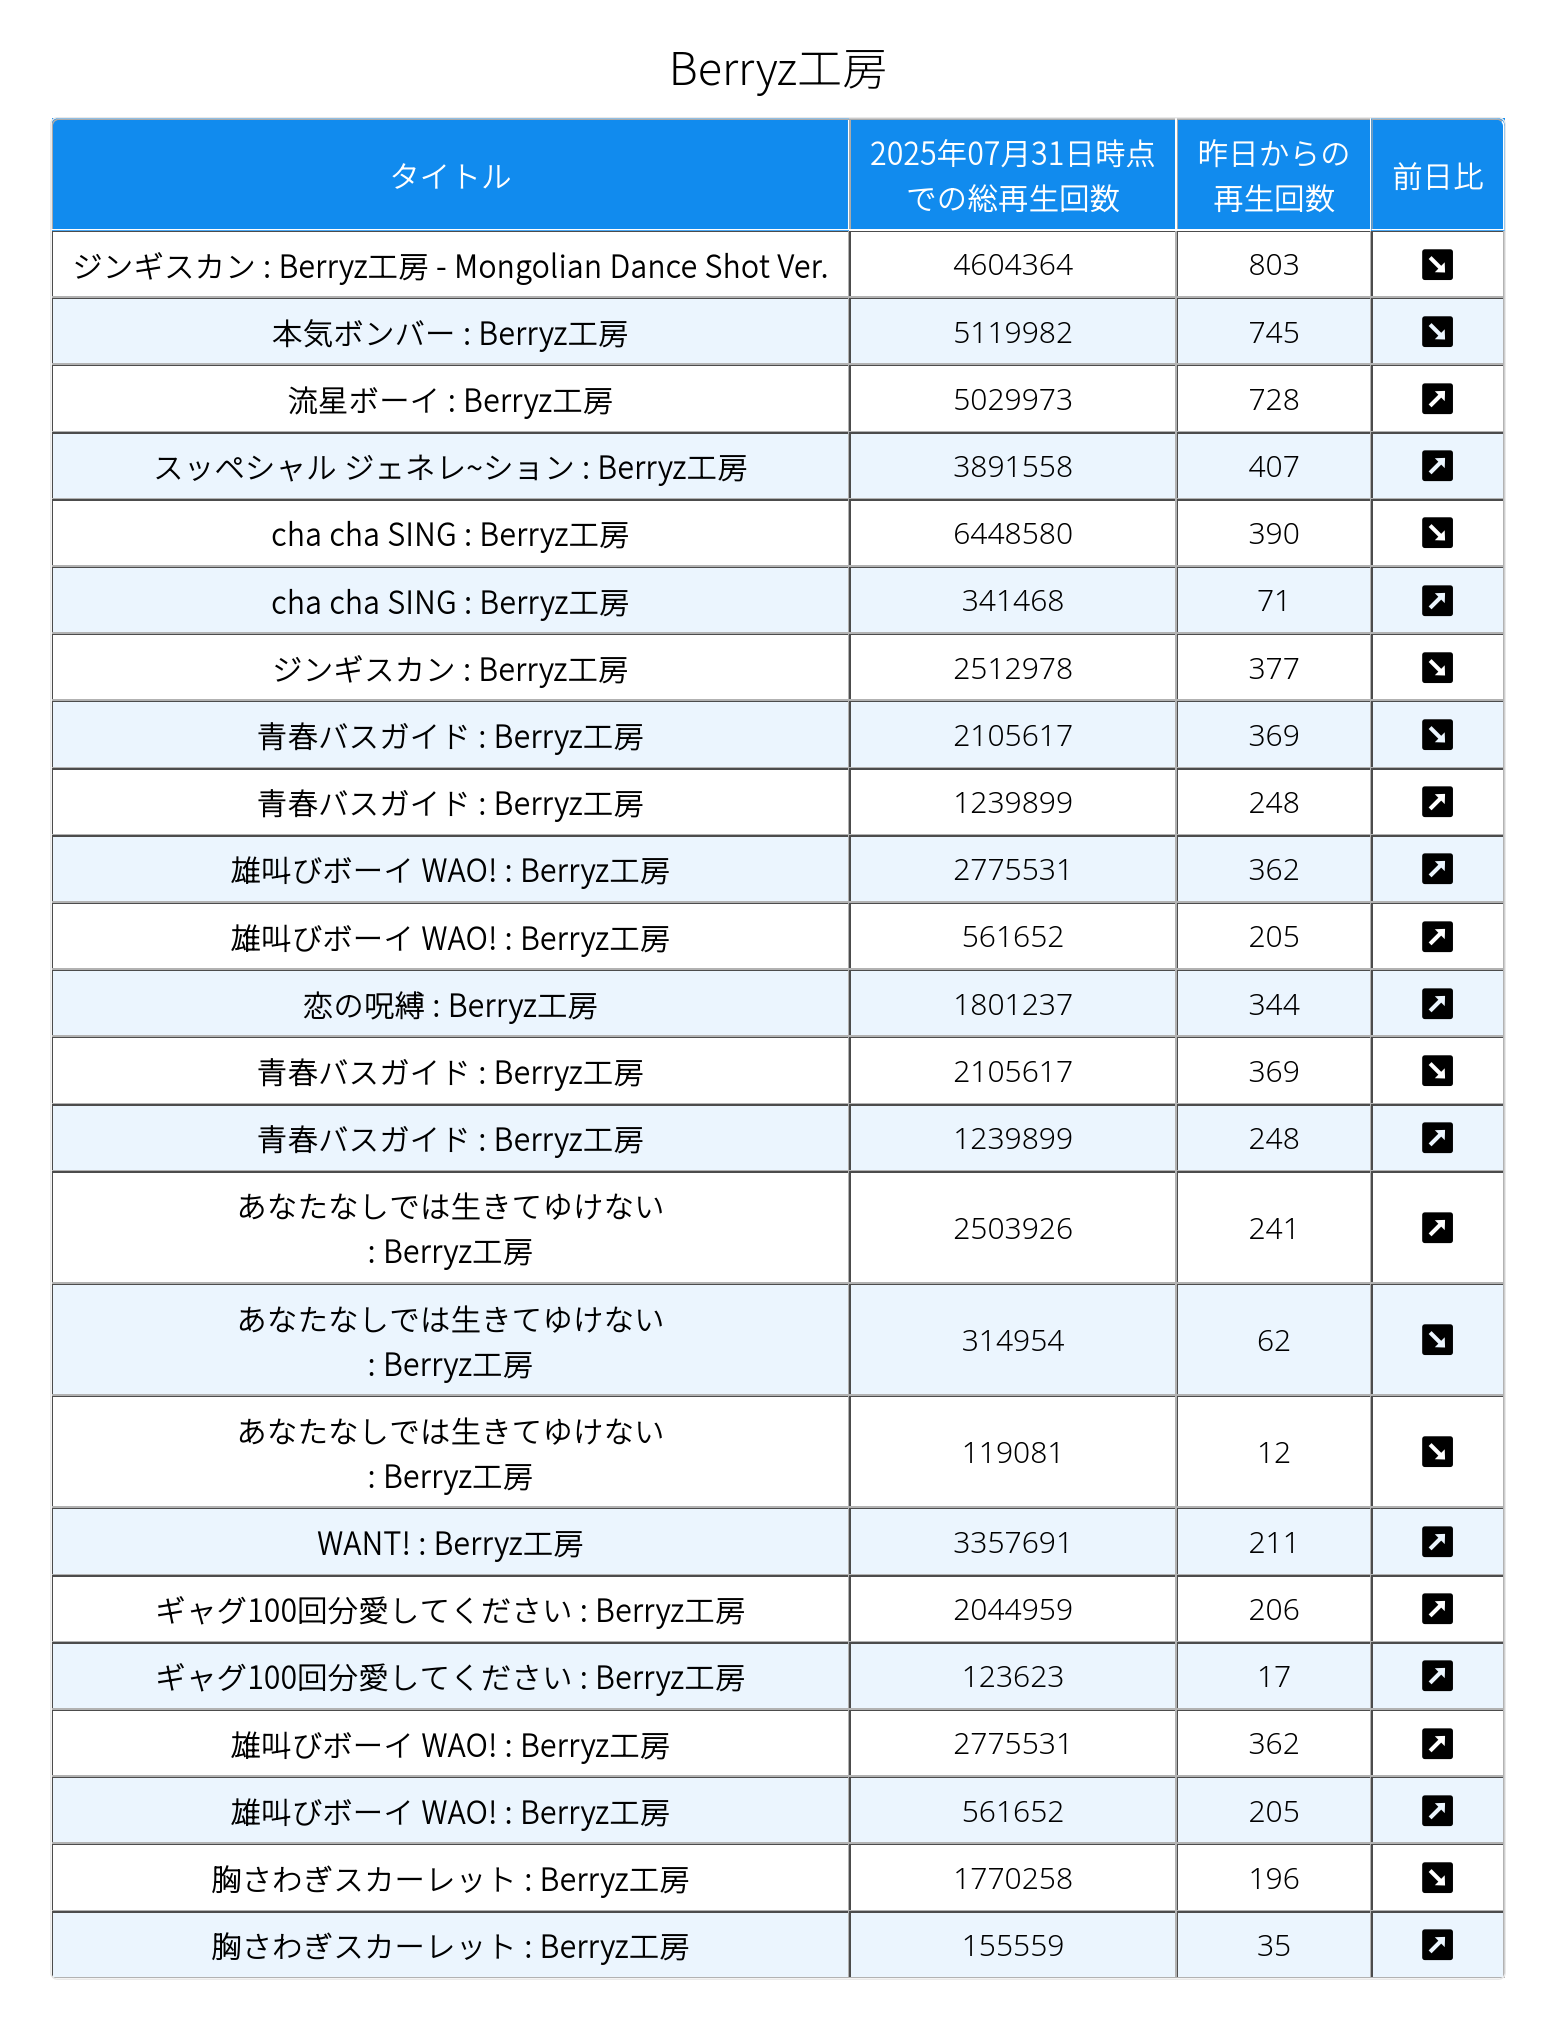 Berryz工房
タイトル 2025年07月31日時点 昨日からの 前日比
での総再生回数 再生回数
ジンギスカン : Berryz工房 - Mongolian Dance Shot Ver. 4604364 803
本気ボンバー : Berryz工房 5119982 745
流星ボーイ : Berryz工房 5029973 728
スッペシャル ジェネレ~ション : Berryz工房 3891558 407
cha cha SING : Berryz工房 6448580 390
cha cha SING : Berryz工房 341468 71
ジンギスカン : Berryz工房 2512978 377
青春バスガイド : Berryz工房 2105617 369
青春バスガイド : Berryz工房 1239899 248
雄叫びボーイ WAO! : Berryz工房 2775531 362
雄叫びボーイ WAO! : Berryz工房 561652 205
恋の呪縛 : Berryz工房 1801237 344
青春バスガイド : Berryz工房 2105617 369
青春バスガイド : Berryz工房 1239899 248
あなたなしでは生きてゆけない
: Berryz工房 2503926 241
あなたなしでは生きてゆけない
: Berryz工房 314954 62
あなたなしでは生きてゆけない
: Berryz工房 119081 12
WANT! : Berryz工房 3357691 211
ギャグ100回分愛してください : Berryz工房 2044959 206
ギャグ100回分愛してください : Berryz工房 123623 17
雄叫びボーイ WAO! : Berryz工房 2775531 362
雄叫びボーイ WAO! : Berryz工房 561652 205
胸さわぎスカーレット : Berryz工房 1770258 196
胸さわぎスカーレット : Berryz工房 155559 35